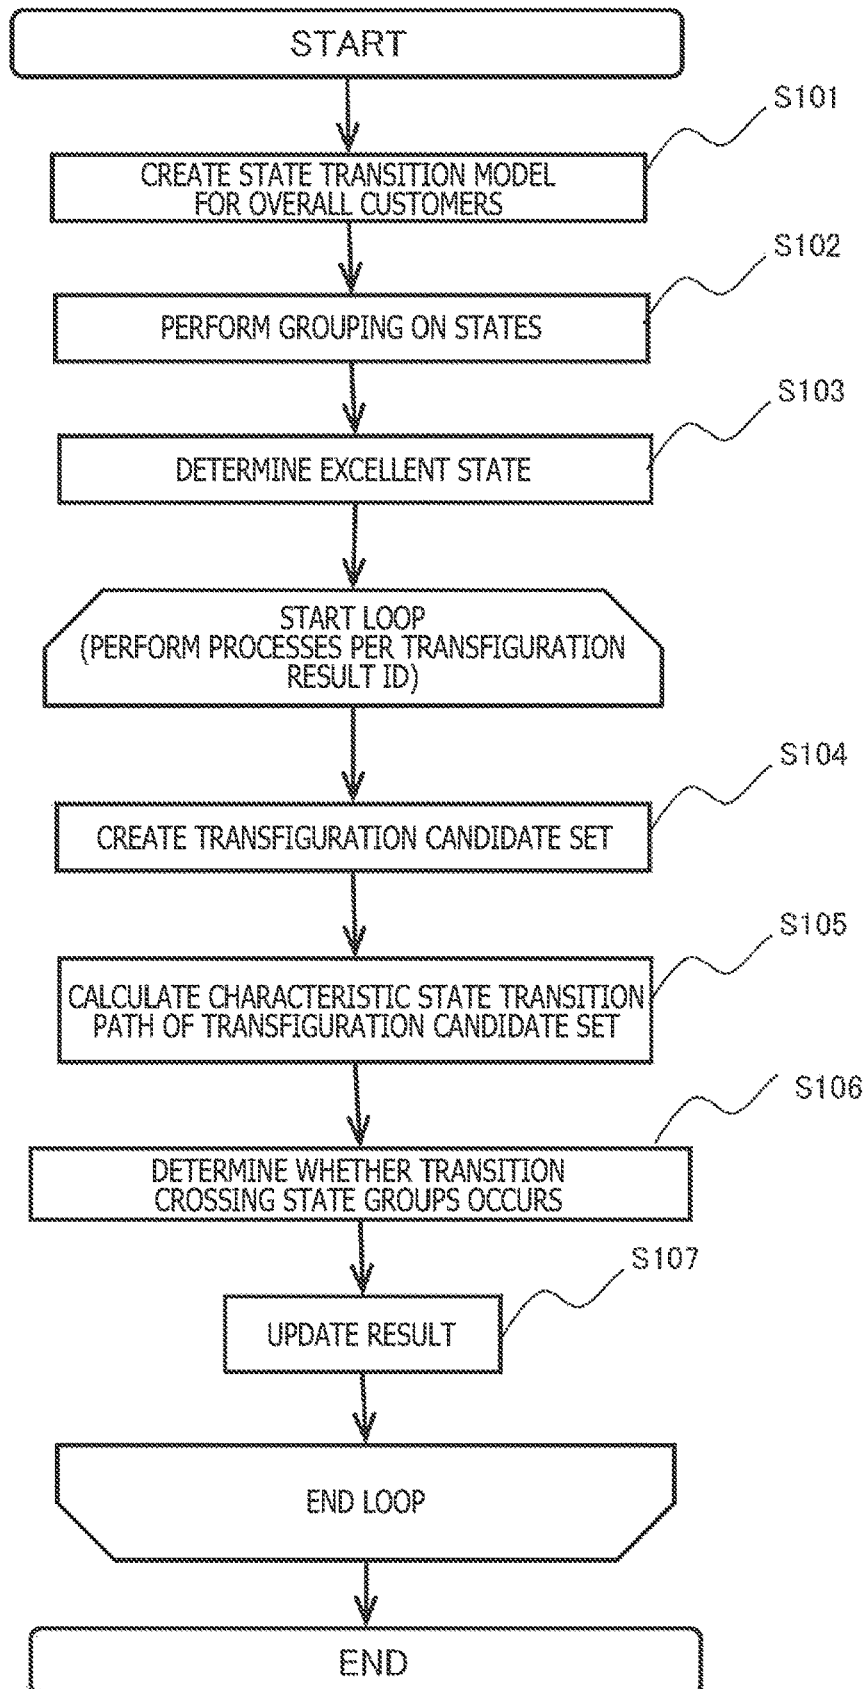 START
S101
CREATE STATE TRANSITION MODEL
FOR OVERALL CUSTOMERS
S102
PERFORM GROUPING ON STATES
S103
DETERMINE EXCELLENT STATE
START LOOP
(PERFORM PROCESSES PER TRANSFIGURATION
RESULT ID)
S104
CREATE TRANSFIGURATION CANDIDATE SET
S105
CALCULATE CHARACTERISTIC STATE TRANSITION
PATH OF TRANSFIGURATION CANDIDATE SET
S106
DETERMINE WHETHER TRANSITION
CROSSING STATE GROUPS OCCURS
S107
UPDATE RESULT
END LOOP
END